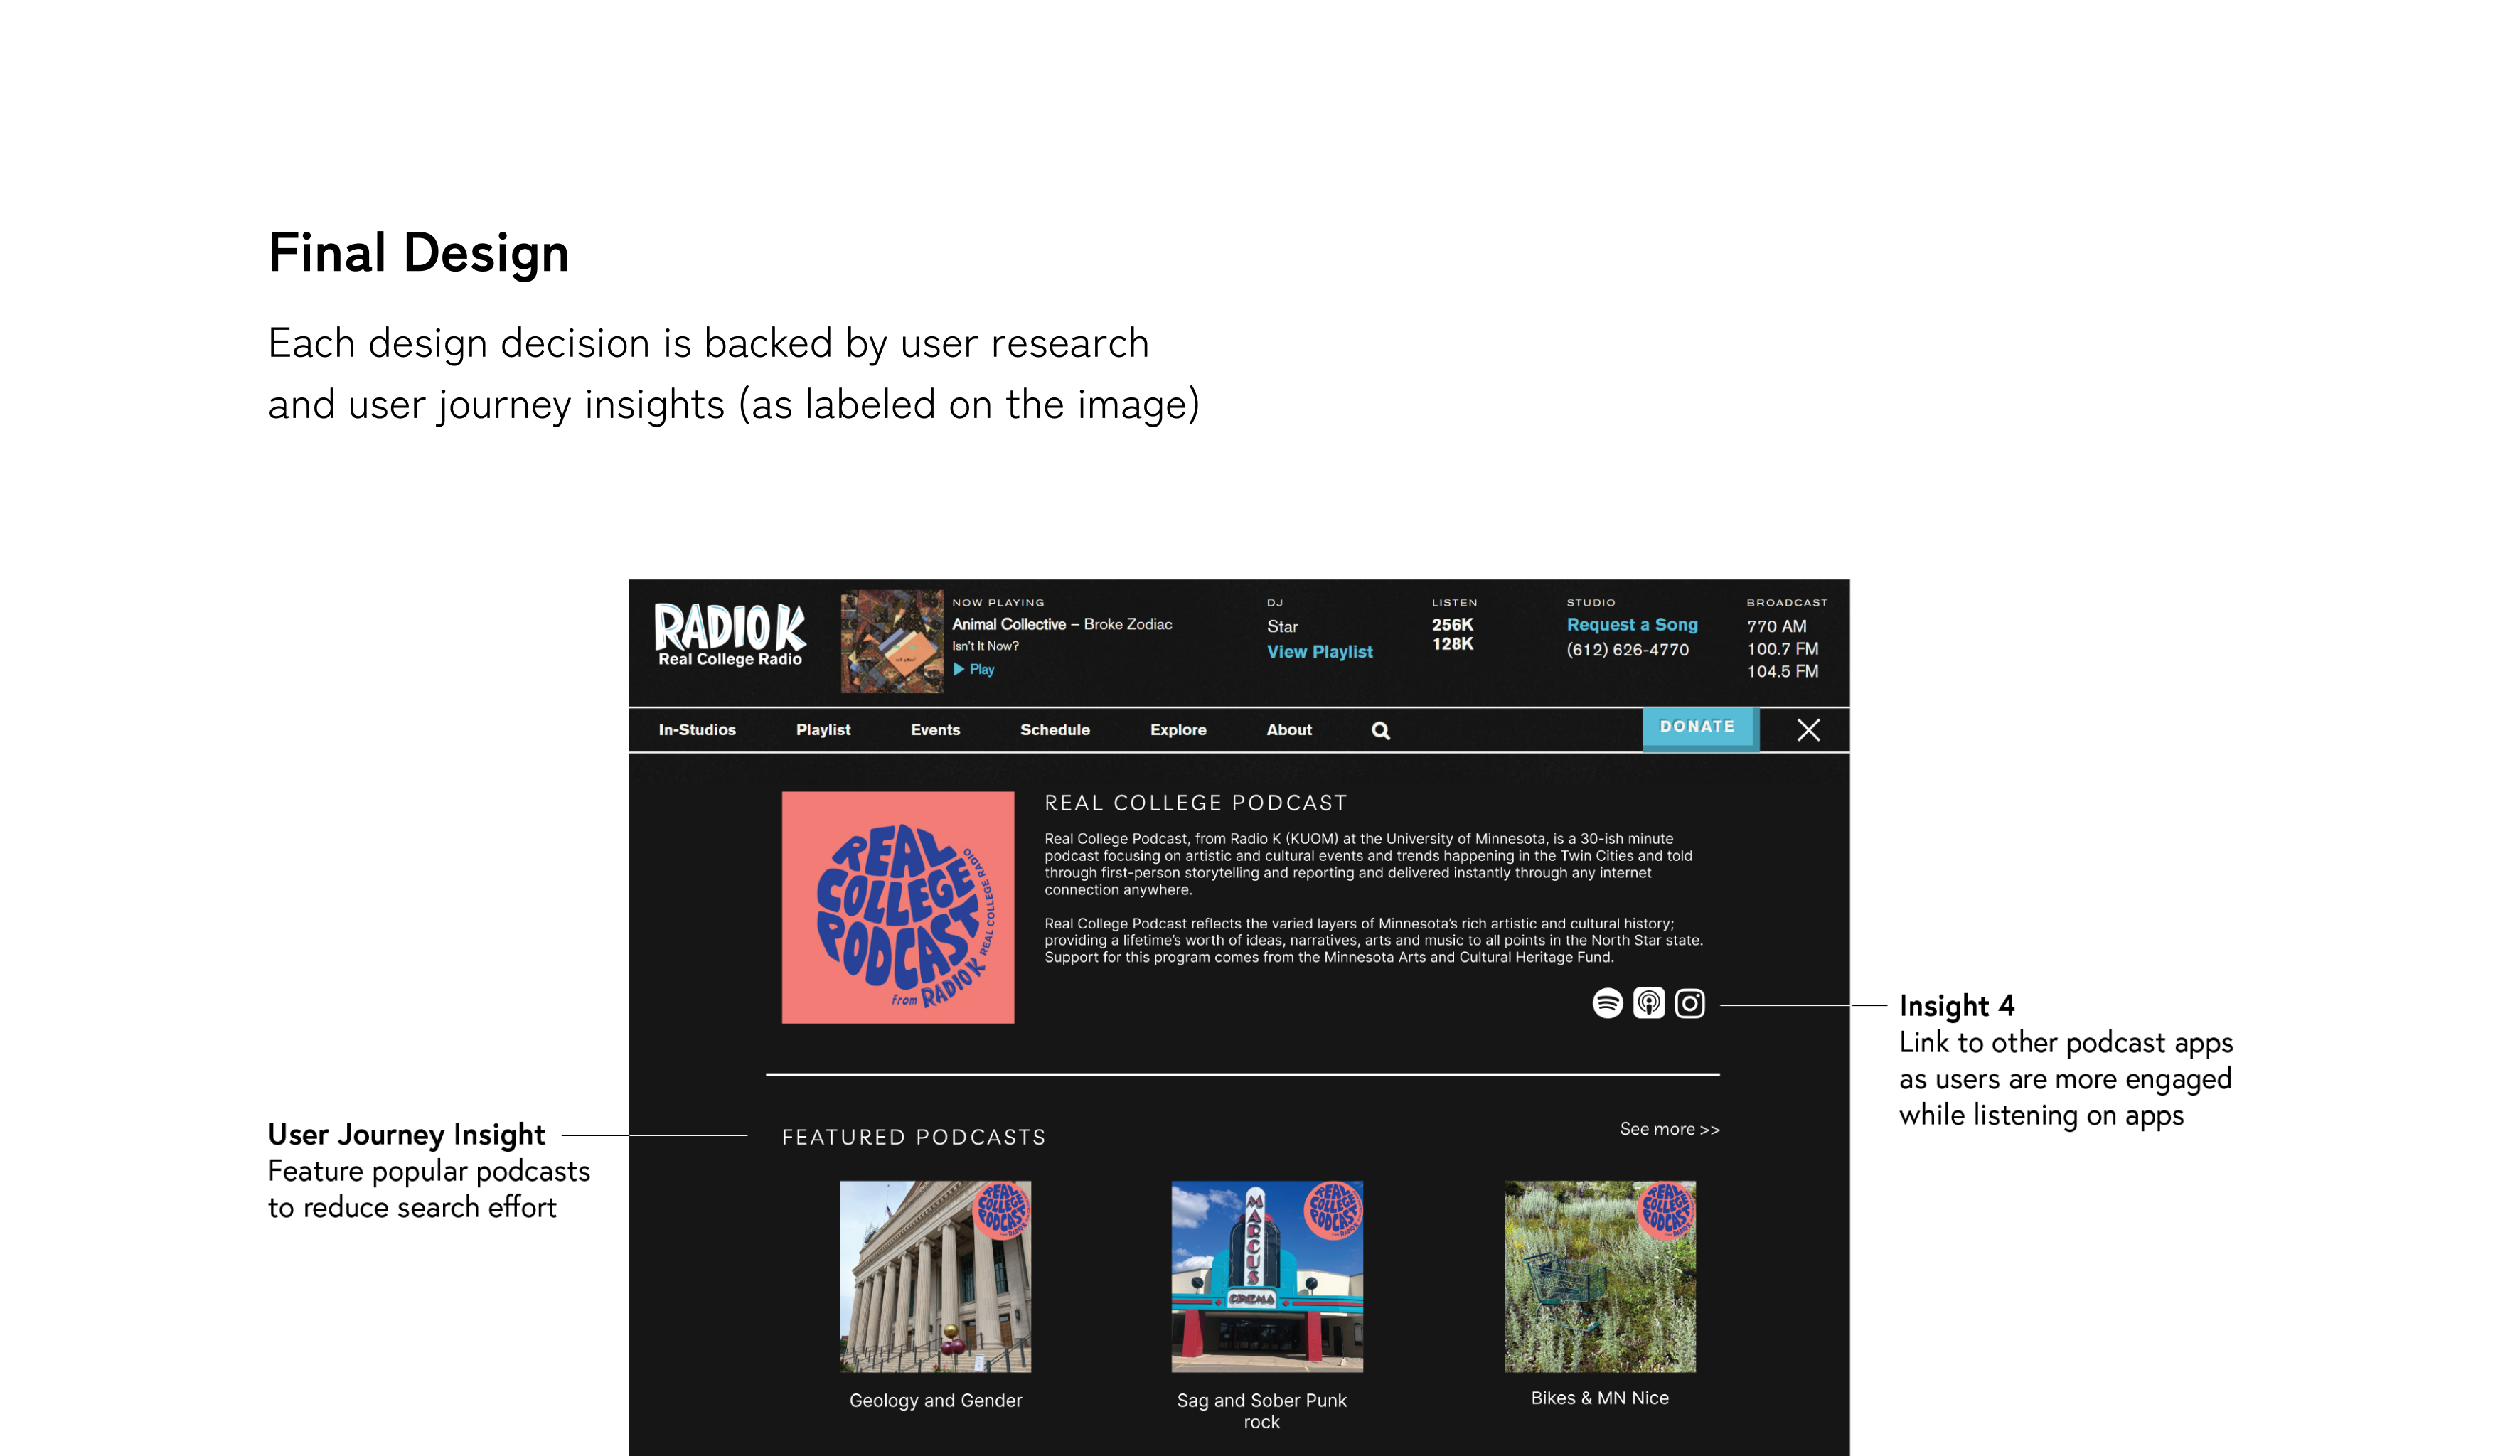 Final Design
Each design decision is backed by user research
and user journey insights (as labeled on the image)
RADIO K
Real College Radio
NOW PLAYING
Animal Collective – Broke Zodiac
Isn't It Now?
Play
DJ
Star
View Playlist
LISTEN
256K
128K
STUDIO
Request a Song
(612) 626-4770
BROADCAST
770 AM
100.7 FM
104.5 FM
In-Studios
Playlist
Events
Schedule
Explore
About
DONATE
REAL
COLLEGE
PODCAST
from RADIO K REAL COLLEGE RADIO
REAL COLLEGE PODCAST
Real College Podcast, from Radio K (KUOM) at the University of Minnesota, is a 30-ish minute
podcast focusing on artistic and cultural events and trends happening in the Twin Cities and told
through first-person storytelling and reporting and delivered instantly through any internet
connection anywhere.
Real College Podcast reflects the varied layers of Minnesota's rich artistic and cultural history;
providing a lifetime's worth of ideas, narratives, arts and music to all points in the North Star state.
Support for this program comes from the Minnesota Arts and Cultural Heritage Fund.
Insight 4
Link to other podcast apps
as users are more engaged
while listening on apps
User Journey Insight
Feature popular podcasts
to reduce search effort
FEATURED PODCASTS
See more >>
REAL
COLLEGE
PODCAST
MARCUS
CINEMA
REAL
COLLEGE
PODCAST
REAL
COLLEGE
PODCAST
Geology and Gender
Sag and Sober Punk
rock
Bikes & MN Nice